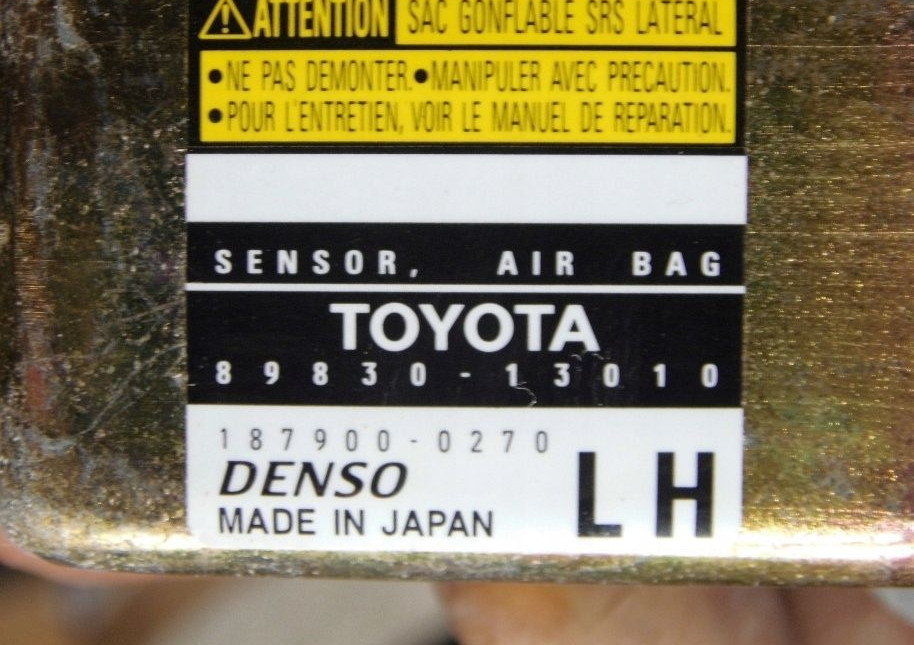 ATTENTION SAC GONFLABLE SRS LATERAL
•NE PAS DEMONTER. •MANIPULER AVEC PRECAUTION.
•POUR L'ENTRETIEN, VOIR LE MANUEL DE REPARATION.
SENSOR, AIR BAG
TOYOTA
89830-13010
187900-0270
DENSO
MADE IN JAPAN
LH